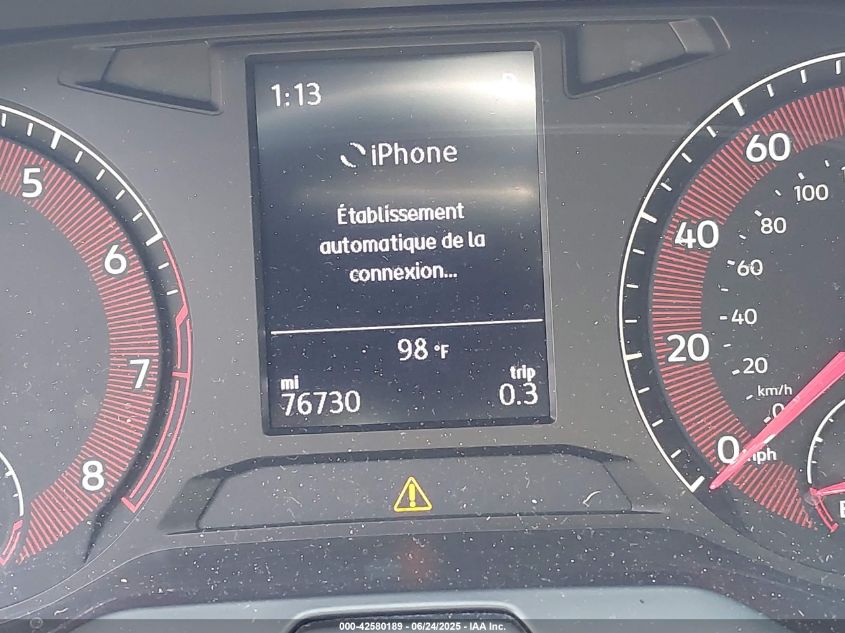 1:13
iPhone
Établissement
automatique de la
connexion...
98 °F
mi
76730
trip
0.3
5
6
7
8
60
40
20
0
mph
100
80
60
40
20
km/h
0
000-42580189 - 06/24/2025 - IAA Inc.